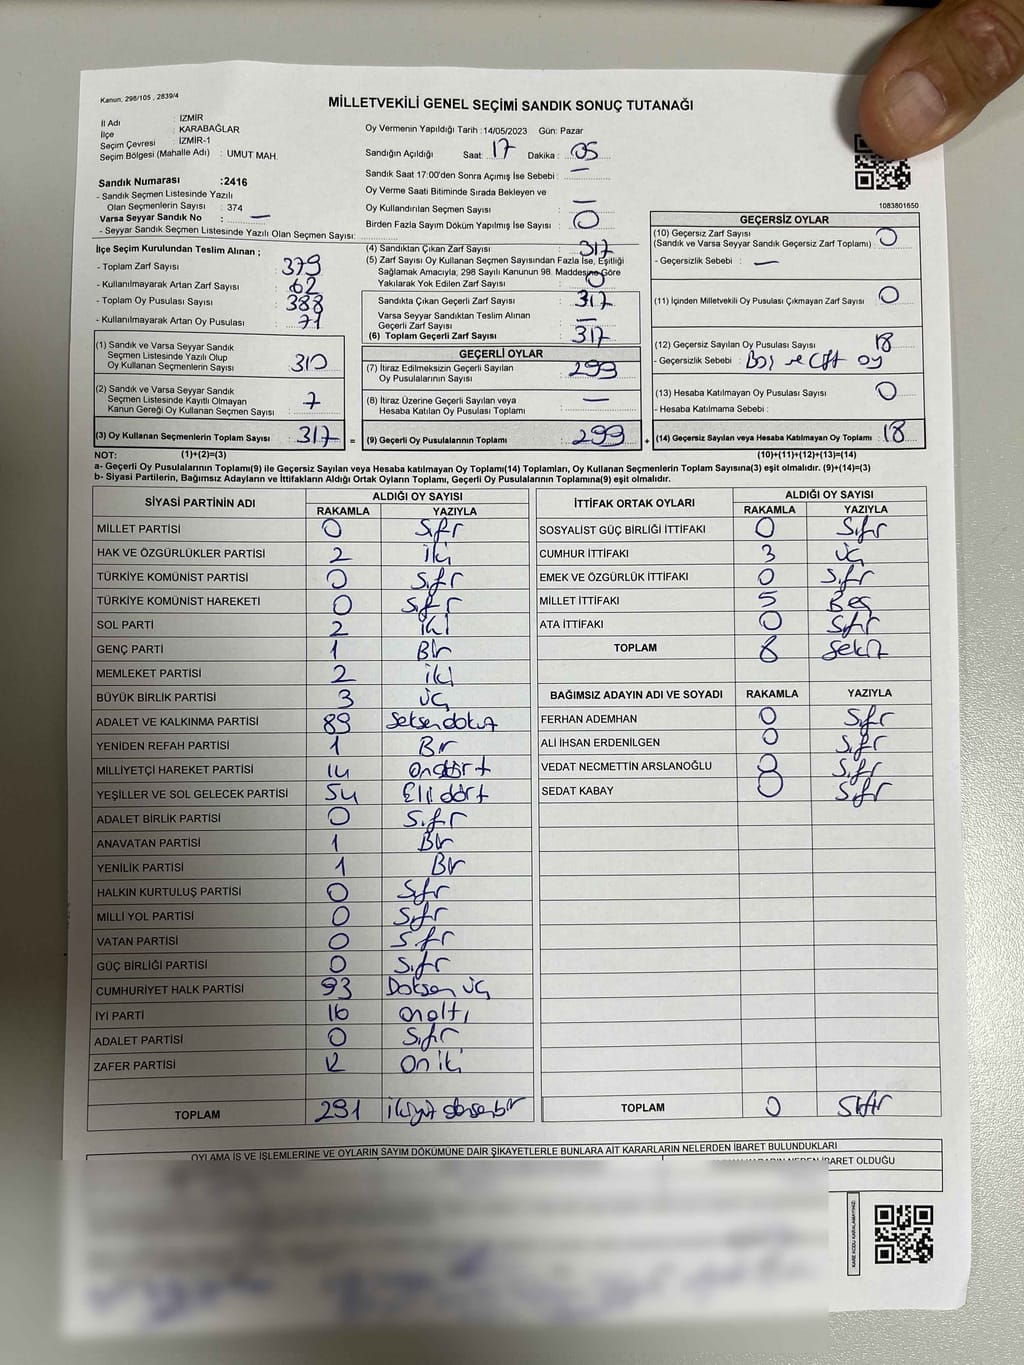 Kanun: 298/105 , 2839/4
MİLLETVEKİLİ GENEL SEÇİMİ SANDIK SONUÇ TUTANAĞI
İl Adı : İZMİR
İlçe : KARABAĞLAR
Seçim Çevresi : İZMİR-1
Seçim Bölgesi (Mahalle Adı) : UMUT MAH.
Sandık Numarası :2416
- Sandık Seçmen Listesinde Yazılı
Olan Seçmenlerin Sayısı : 374
Varsa Seyyar Sandık No : —
- Seyyar Sandık Seçmen Listesinde Yazılı Olan Seçmen Sayısı:
Oy Vermenin Yapıldığı Tarih :14/05/2023 Gün: Pazar
Sandığın Açıldığı Saat: 17 Dakika : 05
Sandık Saat 17:00'den Sonra Açılmış İse Sebebi : —
Oy Verme Saati Bitiminde Sırada Bekleyen ve
Oy Kullandırılan Seçmen Sayısı : —
Birden Fazla Sayım Döküm Yapılmış İse Sayısı : 0
1083801650
İlçe Seçim Kurulundan Teslim Alınan ;
- Toplam Zarf Sayısı : 379
- Kullanılmayarak Artan Zarf Sayısı : 62
- Toplam Oy Pusulası Sayısı : 388
- Kullanılmayarak Artan Oy Pusulası : 71
(1) Sandık ve Varsa Seyyar Sandık
Seçmen Listesinde Yazılı Olup
Oy Kullanan Seçmenlerin Sayısı : 310
(2) Sandık ve Varsa Seyyar Sandık
Seçmen Listesinde Kayıtlı Olmayan
Kanun Gereği Oy Kullanan Seçmen Sayısı : 7
(3) Oy Kullanan Seçmenlerin Toplam Sayısı : 317 =
(4) Sandıktan Çıkan Zarf Sayısı : 317
(5) Zarf Sayısı Oy Kullanan Seçmen Sayısından Fazla İse, Eşitliği
Sağlamak Amacıyla, 298 Sayılı Kanunun 98. Maddesine Göre
Yakılarak Yok Edilen Zarf Sayısı : 0
Sandıkta Çıkan Geçerli Zarf Sayısı : 317
Varsa Seyyar Sandıktan Teslim Alınan
Geçerli Zarf Sayısı : —
(6) Toplam Geçerli Zarf Sayısı : 317
GEÇERLİ OYLAR
(7) İtiraz Edilmeksizin Geçerli Sayılan
Oy Pusulalarının Sayısı : 299
(8) İtiraz Üzerine Geçerli Sayılan veya
Hesaba Katılan Oy Pusulası Toplamı : —
(9) Geçerli Oy Pusulalarının Toplamı : 299 +
GEÇERSİZ OYLAR
(10) Geçersiz Zarf Sayısı : 0
(Sandık ve Varsa Seyyar Sandık Geçersiz Zarf Toplamı)
- Geçersizlik Sebebi : —
(11) İçinden Milletvekili Oy Pusulası Çıkmayan Zarf Sayısı : 0
(12) Geçersiz Sayılan Oy Pusulası Sayısı : 18
- Geçersizlik Sebebi : Boş ve Çift oy
(13) Hesaba Katılmayan Oy Pusulası Sayısı : 0
- Hesaba Katılmama Sebebi :
(14) Geçersiz Sayılan veya Hesaba Katılmayan Oy Toplamı : 18
NOT: (1)+(2)=(3) (10)+(11)+(12)+(13)=(14)
a- Geçerli Oy Pusulalarının Toplamı(9) ile Geçersiz Sayılan veya Hesaba katılmayan Oy Toplamı(14) Toplamları, Oy Kullanan Seçmenlerin Toplam Sayısına(3) eşit olmalıdır. (9)+(14)=(3)
b- Siyasi Partilerin, Bağımsız Adayların ve İttifakların Aldığı Ortak Oyların Toplamı, Geçerli Oy Pusulalarının Toplamına(9) eşit olmalıdır.
SİYASİ PARTİNİN ADI ALDIĞI OY SAYISI
RAKAMLA YAZIYLA
MİLLET PARTİSİ 0 Sıfır
HAK VE ÖZGÜRLÜKLER PARTİSİ 2 iki
TÜRKİYE KOMÜNİST PARTİSİ 0 Sıfır
TÜRKİYE KOMÜNİST HAREKETİ 0 Sıfır
SOL PARTİ 2 iki
GENÇ PARTİ 1 Bir
MEMLEKET PARTİSİ 2 iki
BÜYÜK BİRLİK PARTİSİ 3 üç
ADALET VE KALKINMA PARTİSİ 89 Seksendokuz
YENİDEN REFAH PARTİSİ 1 Bir
MİLLİYETÇİ HAREKET PARTİSİ 14 Ondört
YEŞİLLER VE SOL GELECEK PARTİSİ 54 Elli dört
ADALET BİRLİK PARTİSİ 0 Sıfır
ANAVATAN PARTİSİ 1 Bir
YENİLİK PARTİSİ 1 Bir
HALKIN KURTULUŞ PARTİSİ 0 Sıfır
MİLLİ YOL PARTİSİ 0 Sıfır
VATAN PARTİSİ 0 Sıfır
GÜÇ BİRLİĞİ PARTİSİ 0 Sıfır
CUMHURİYET HALK PARTİSİ 93 Doksan üç
İYİ PARTİ 16 onaltı
ADALET PARTİSİ 0 Sıfır
ZAFER PARTİSİ 12 On iki
TOPLAM 291 ikiyüz doksanbir
İTTİFAK ORTAK OYLARI ALDIĞI OY SAYISI
RAKAMLA YAZIYLA
SOSYALİST GÜÇ BİRLİĞİ İTTİFAKI 0 Sıfır
CUMHUR İTTİFAKI 3 üç
EMEK VE ÖZGÜRLÜK İTTİFAKI 0 Sıfır
MİLLET İTTİFAKI 5 Beş
ATA İTTİFAKI 0 Sıfır
TOPLAM 8 Sekiz
BAĞIMSIZ ADAYIN ADI VE SOYADI RAKAMLA YAZIYLA
FERHAN ADEMHAN 0 Sıfır
ALİ İHSAN ERDENİLGEN 0 Sıfır
VEDAT NECMETTİN ARSLANOĞLU 0 Sıfır
SEDAT KABAY 0 Sıfır
TOPLAM 0 Sıfır
OYLAMA İŞ VE İŞLEMLERİNE VE OYLARIN SAYIM DÖKÜMÜNE DAİR ŞİKAYETLERLE BUNLARA AİT KARARLARIN NELERDEN İBARET BULUNDUKLARI
İBARET OLDUĞU
KARE KODU KARALAMAYINIZ!